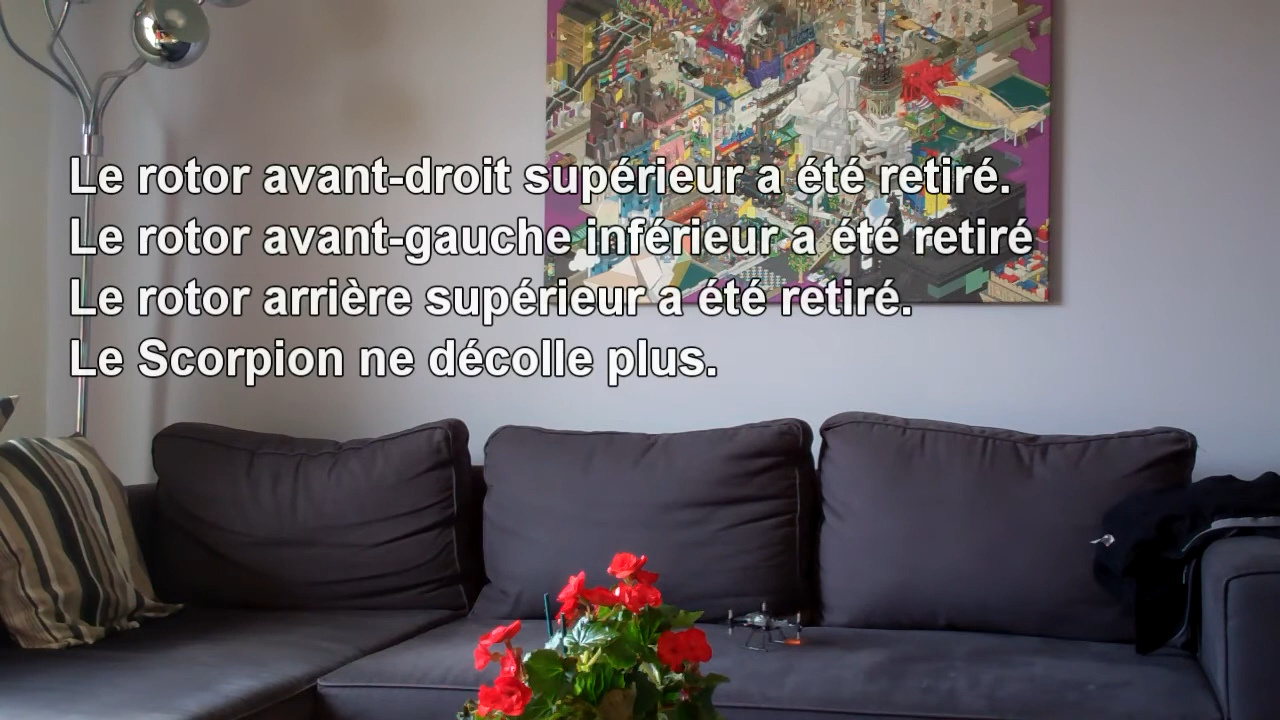 Le rotor avant-droit supérieur a été retiré.
Le rotor avant-gauche inférieur a été retiré
Le rotor arrière supérieur a été retiré.
Le Scorpion ne décolle plus.